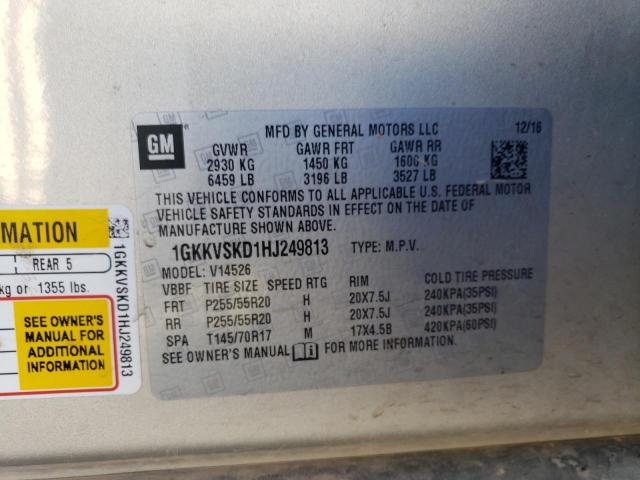 MFD BY GENERAL MOTORS LLC 12/16
GM
GVWR GAWR FRT GAWR RR
2930 KG 1450 KG 1600 KG
6459 LB 3196 LB 3527 LB
THIS VEHICLE CONFORMS TO ALL APPLICABLE U.S. FEDERAL MOTOR
VEHICLE SAFETY STANDARDS IN EFFECT ON THE DATE OF
MANUFACTURE SHOWN ABOVE.
1GKKVSKD1HJ249813 TYPE: M.P.V.
MODEL: V14526
VBBF TIRE SIZE SPEED RTG RIM COLD TIRE PRESSURE
FRT P255/55R20 H 20X7.5J 240KPA(35PSI)
RR P255/55R20 H 20X7.5J 240KPA(35PSI)
SPA T145/70R17 M 17X4.5B 420KPA(60PSI)
SEE OWNER'S MANUAL FOR MORE INFORMATION.
MATION
REAR 5
kg or 1355 lbs.
SEE OWNER'S
MANUAL FOR
ADDITIONAL
INFORMATION
1GKKVSKD1HJ249813